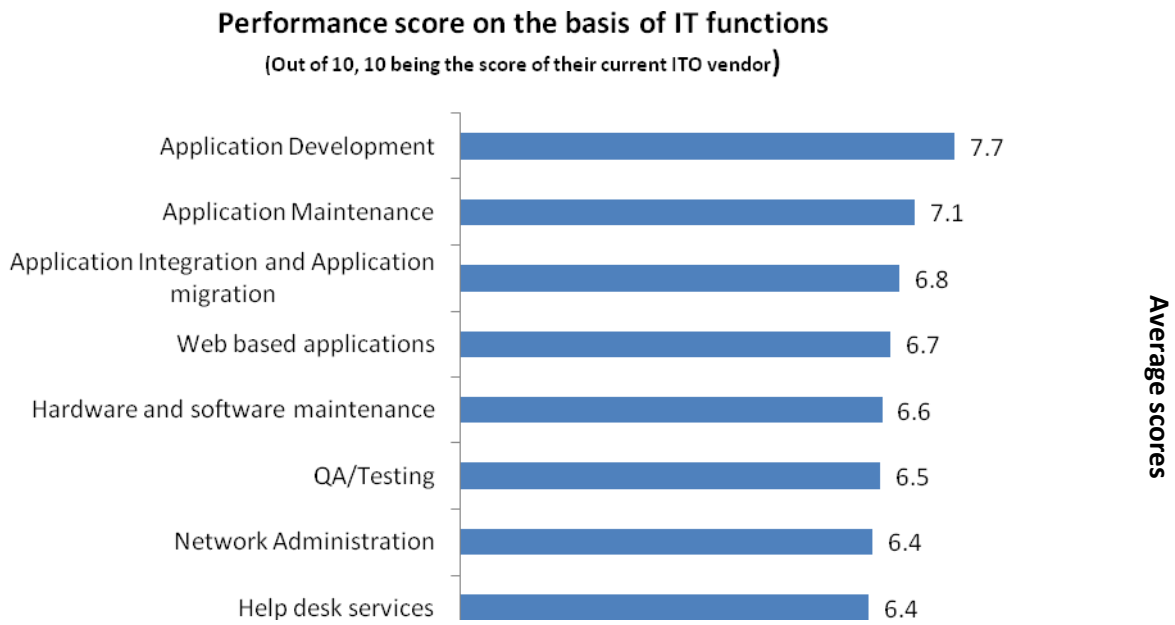 Performance score on the basis of IT functions
(Out of 10, 10 being the score of their current ITO vendor)
Application Development 7.7
Application Maintenance 7.1
Application Integration and Application
migration 6.8
Web based applications 6.7
Hardware and software maintenance 6.6
QA/Testing 6.5
Network Administration 6.4
Help desk services 6.4
Average scores